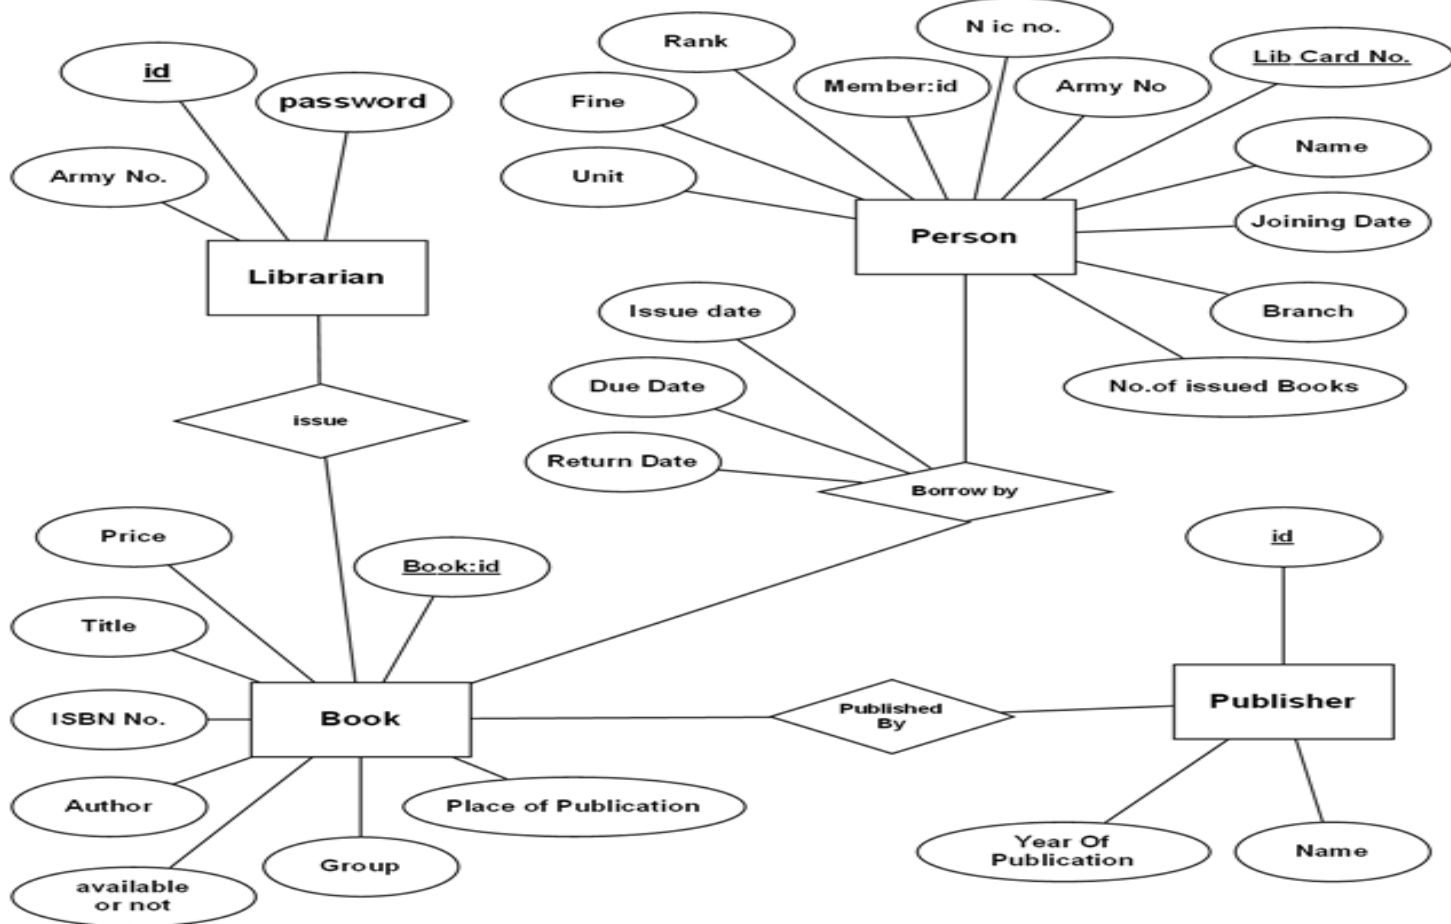 N ic no.
Rank
Lib Card No.
id
Member:id
Army No
password
Fine
Name
Army No.
Unit
Joining Date
Person
Librarian
Issue date
Branch
Due Date
No.of issued Books
issue
Return Date
Borrow by
Price
id
Book:id
Title
Publisher
Published
By
ISBN No.
Book
Author
Place of Publication
Year Of
Publication
Name
Group
available
or not